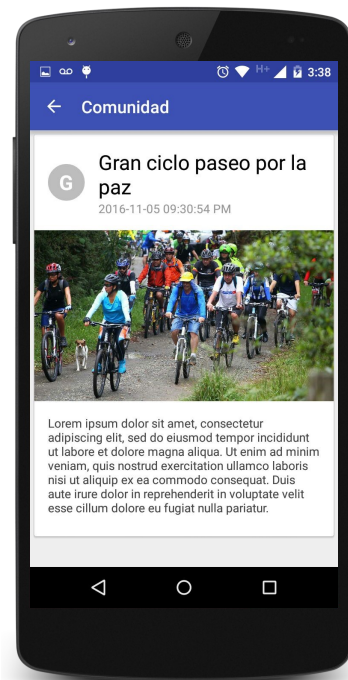 H+ 3:38
Comunidad
G
Gran ciclo paseo por la
paz
2016-11-05 09:30:54 PM
Lorem ipsum dolor sit amet, consectetur
adipiscing elit, sed do eiusmod tempor incididunt
ut labore et dolore magna aliqua. Ut enim ad minim
veniam, quis nostrud exercitation ullamco laboris
nisi ut aliquip ex ea commodo consequat. Duis
aute irure dolor in reprehenderit in voluptate velit
esse cillum dolore eu fugiat nulla pariatur.